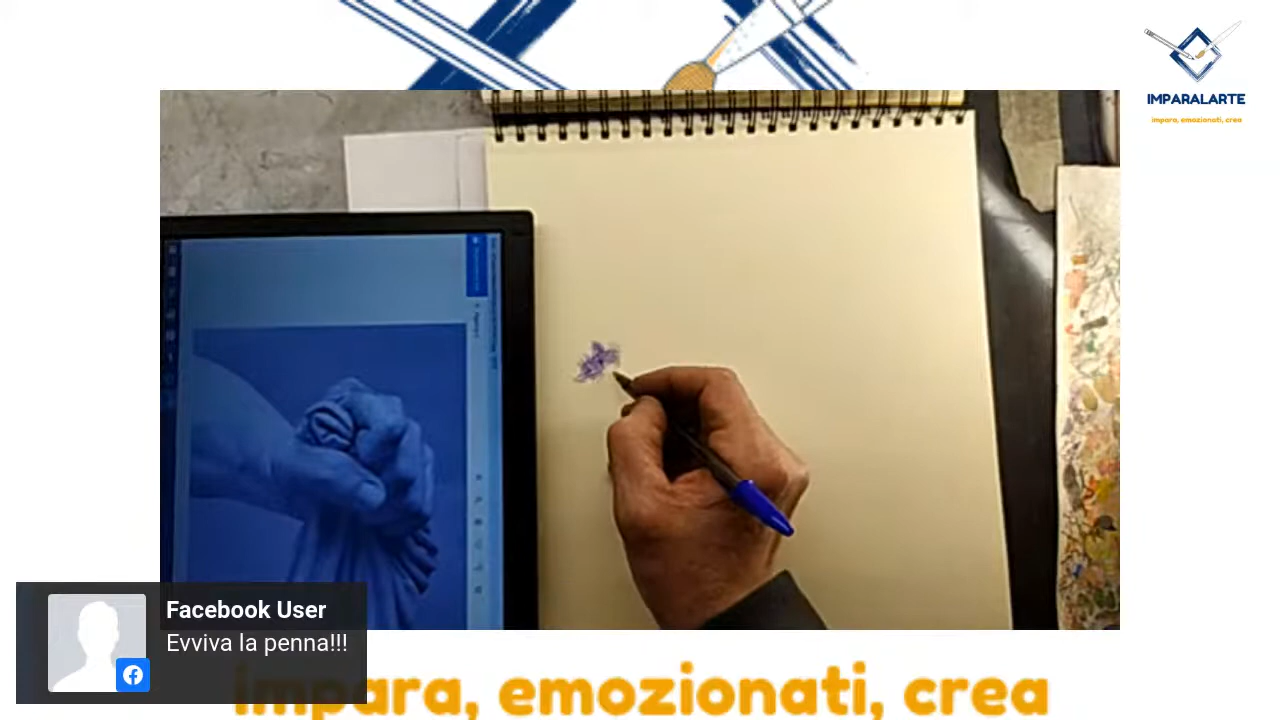 IMPARALARTE
impara, emozionati, crea
Facebook User
Evviva la penna!!!
impara, emozionati, crea